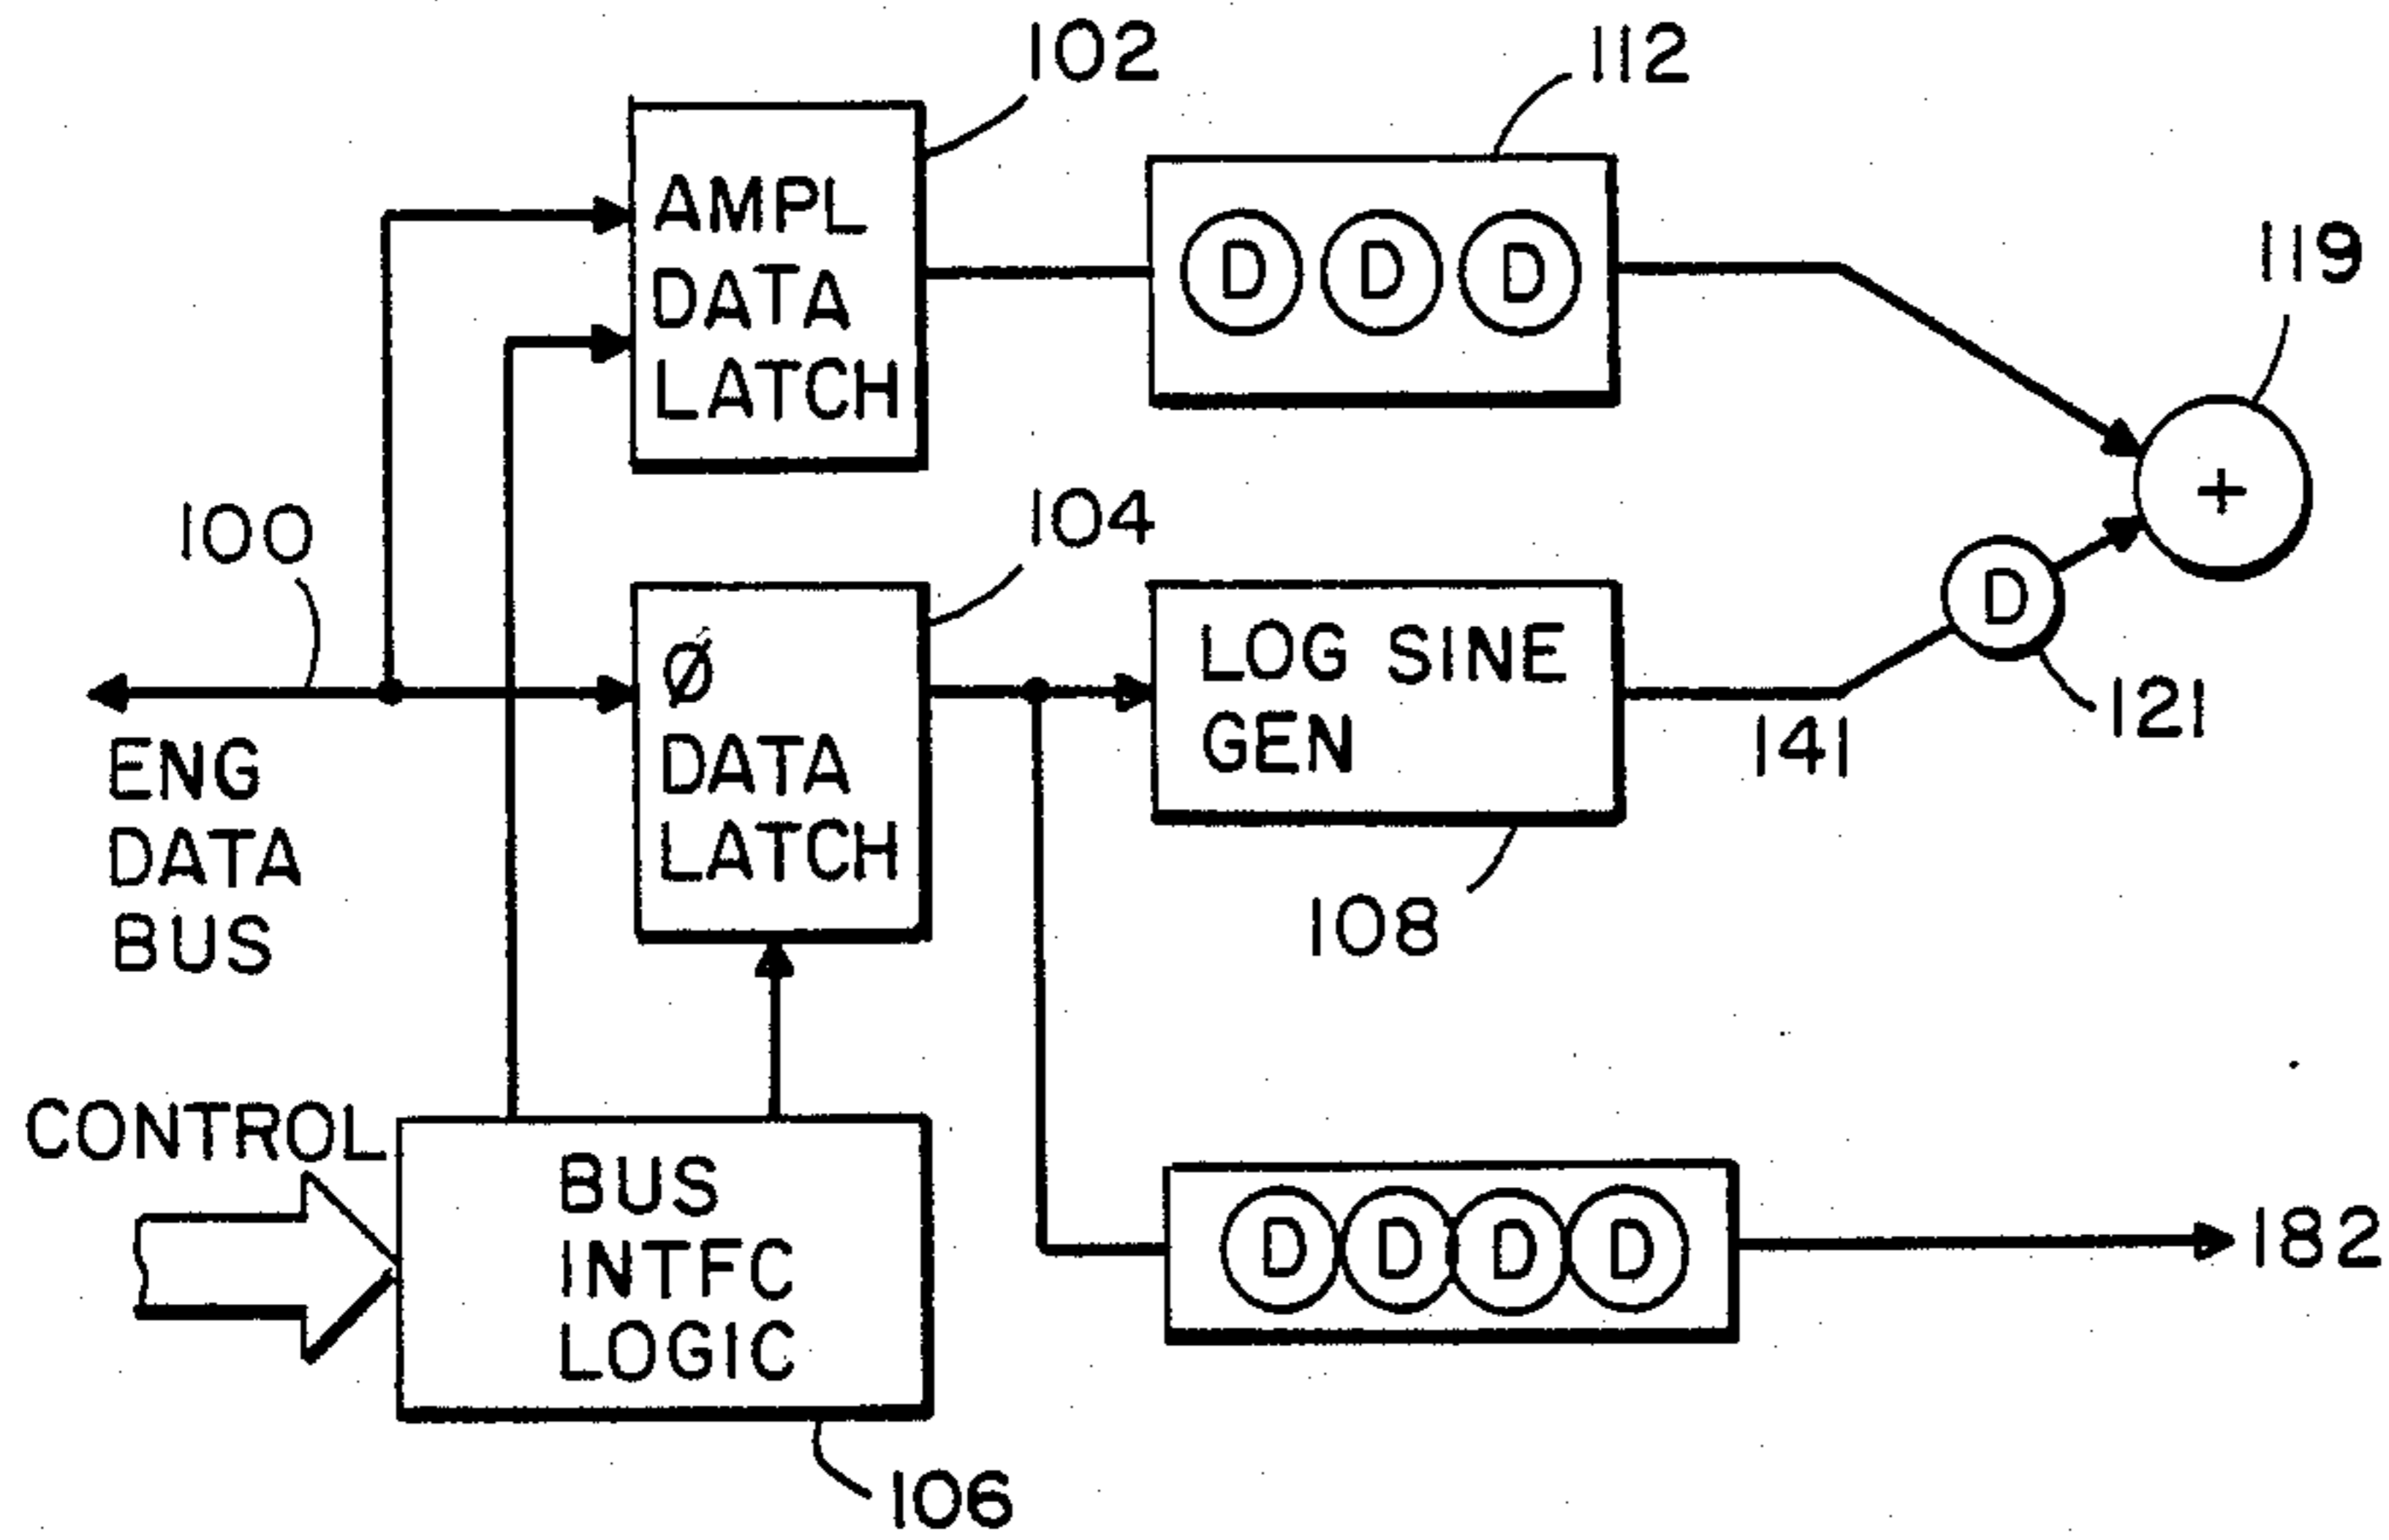 102
112
AMPL
DATA
LATCH
D D D
119
+
100
104
Ø
DATA
LATCH
LOG SINE
GEN
D
121
141
108
ENG
DATA
BUS
CONTROL
BUS
INTFC
LOGIC
D D D D
182
106